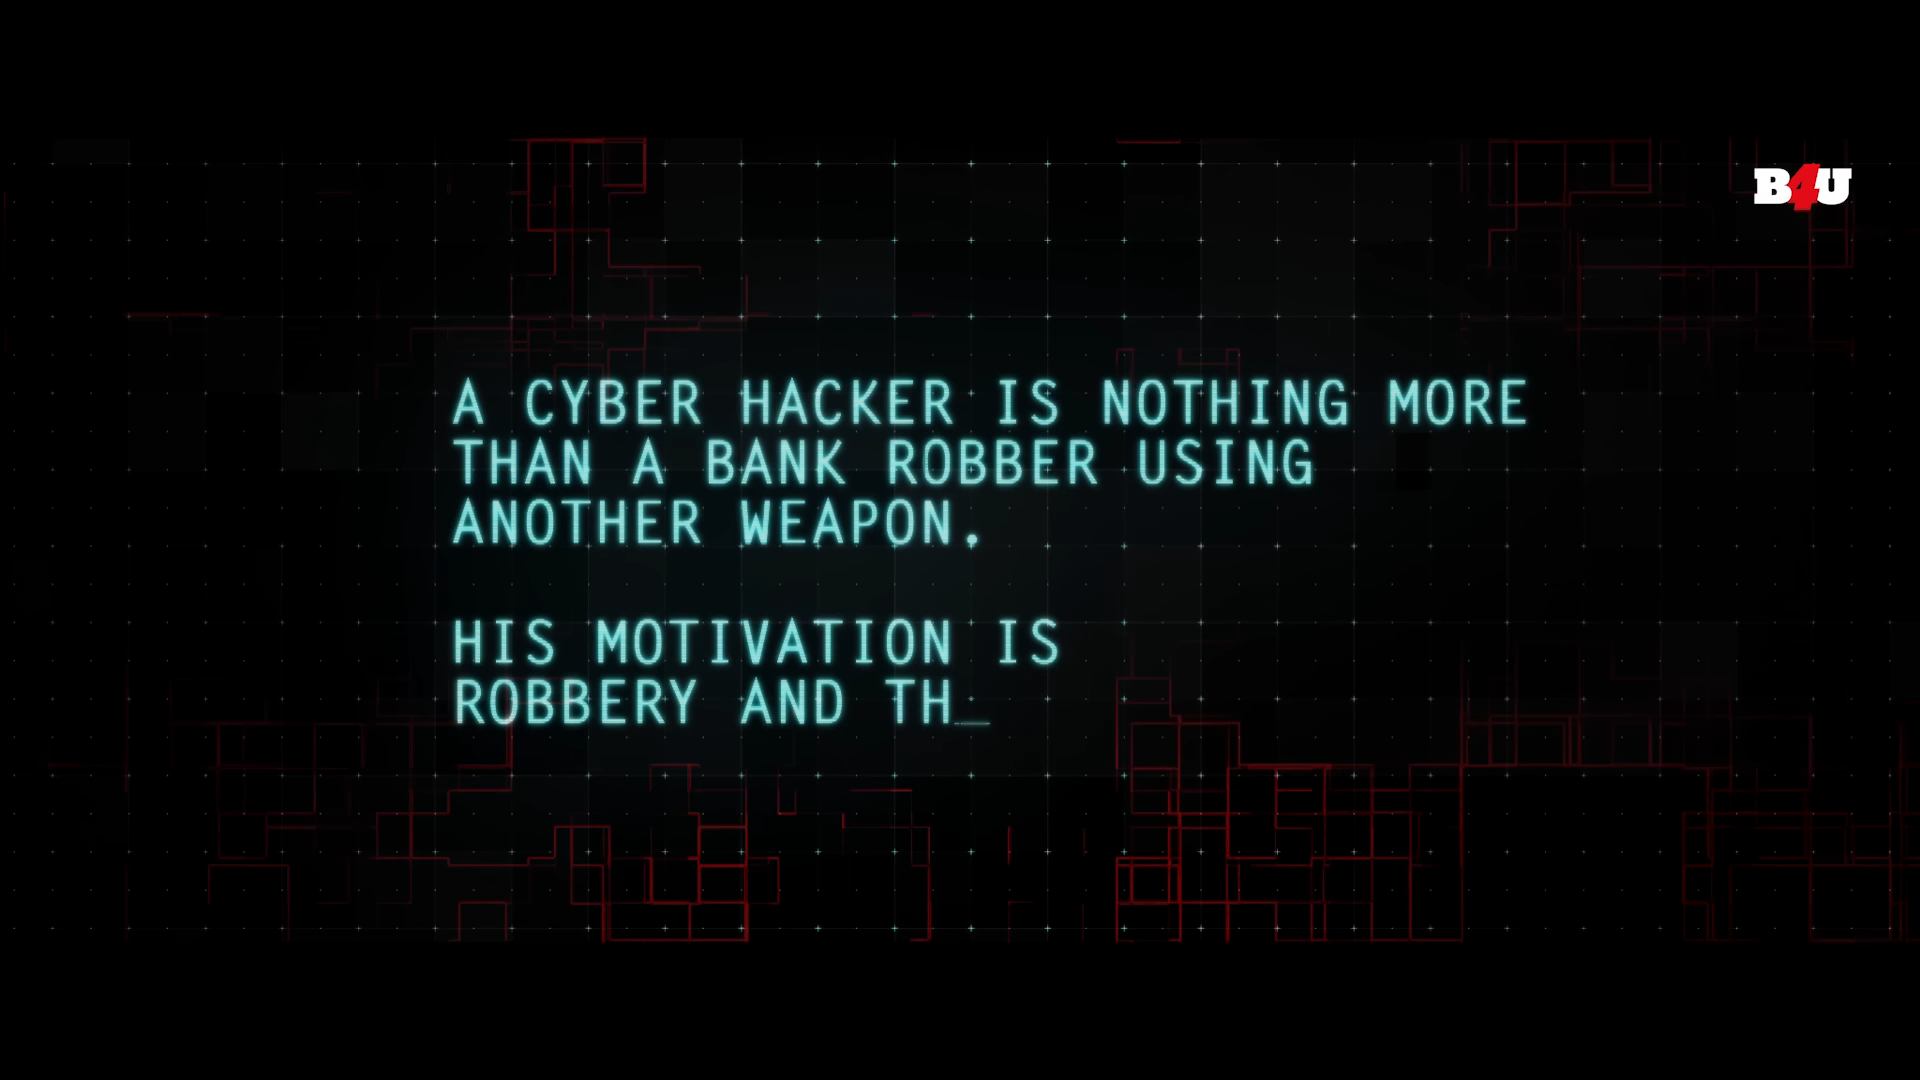 B4U
A CYBER HACKER IS NOTHING MORE
THAN A BANK ROBBER USING
ANOTHER WEAPON.
HIS MOTIVATION IS
ROBBERY AND TH_